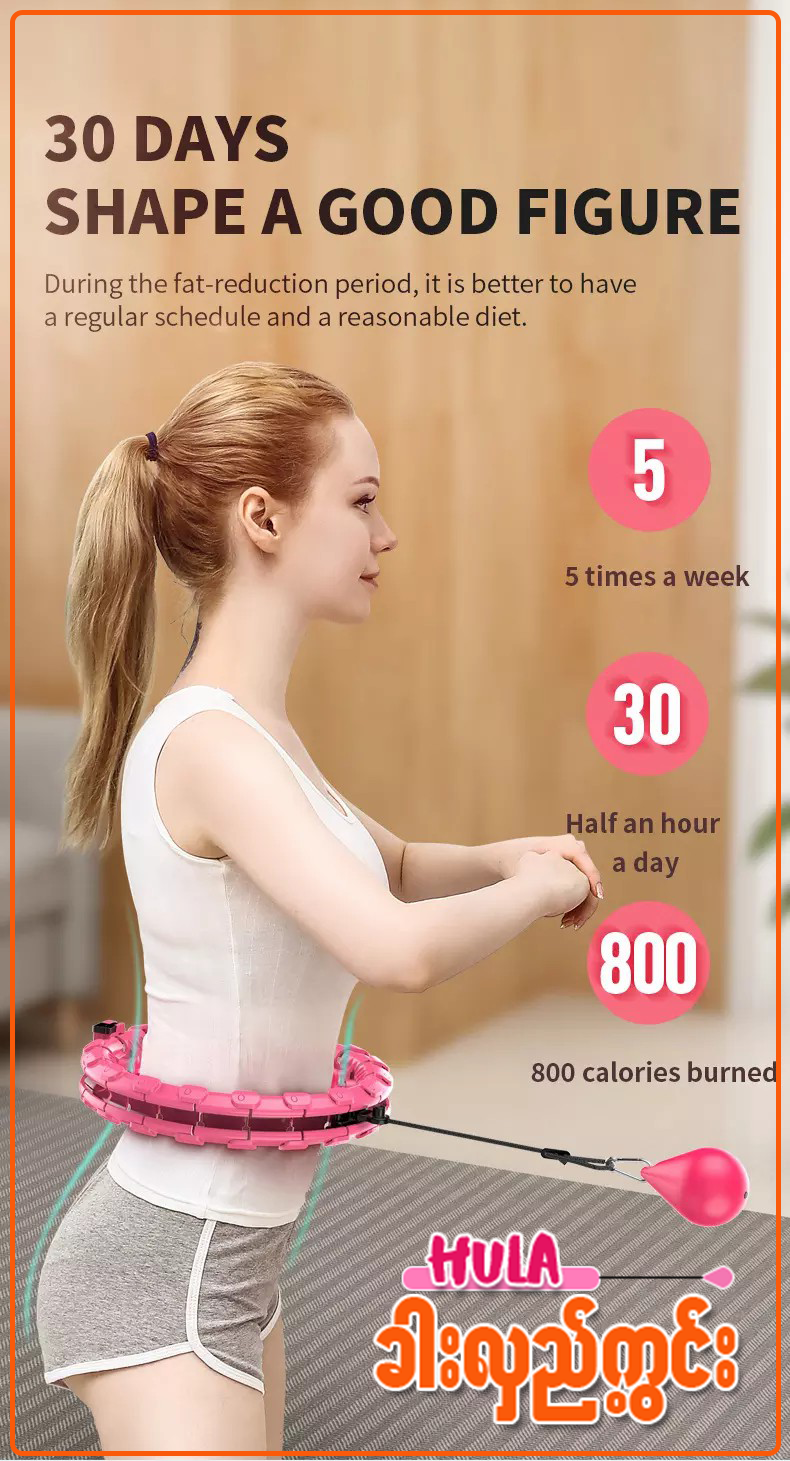 30 DAYS
SHAPE A GOOD FIGURE
During the fat-reduction period, it is better to have
a regular schedule and a reasonable diet.
5
5 times a week
30
Half an hour
a day
800
800 calories burned
HULA
ခါးလှည့်ကွင်း